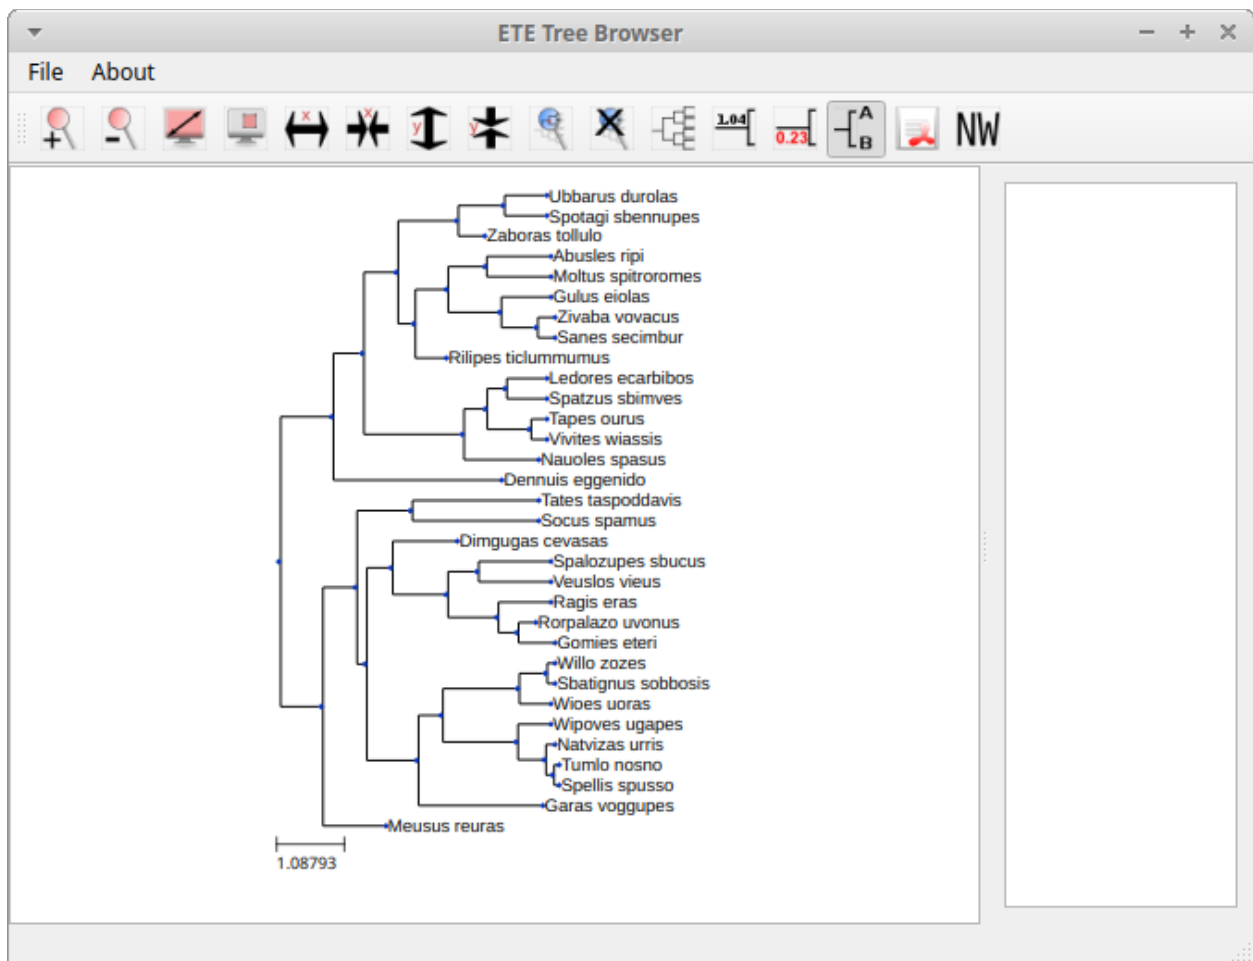 ETE Tree Browser
File About
x x y y 1.04 0.23 A B NW
Ubbarus durolas
Spotagi sbennupes
Zaboras tollulo
Abusles ripi
Moltus spitroromes
Gulus eiolas
Zivaba vovacus
Sanes secimbur
Rilipes ticlummumus
Ledores ecarbibos
Spatzus sbimves
Tapes ourus
Vivites wiassis
Nauoles spasus
Dennuis eggenido
Tates taspoddavis
Socus spamus
Dimgugas cevasas
Spalozupes sbucus
Veuslos vieus
Ragis eras
Rorpalazo uvonus
Gomies eteri
Willo zozes
Sbatignus sobbosis
Wioes uoras
Wipoves ugapes
Natvizas urris
Tumlo nosno
Spellis spusso
Garas voggupes
Meusus reuras
1.08793